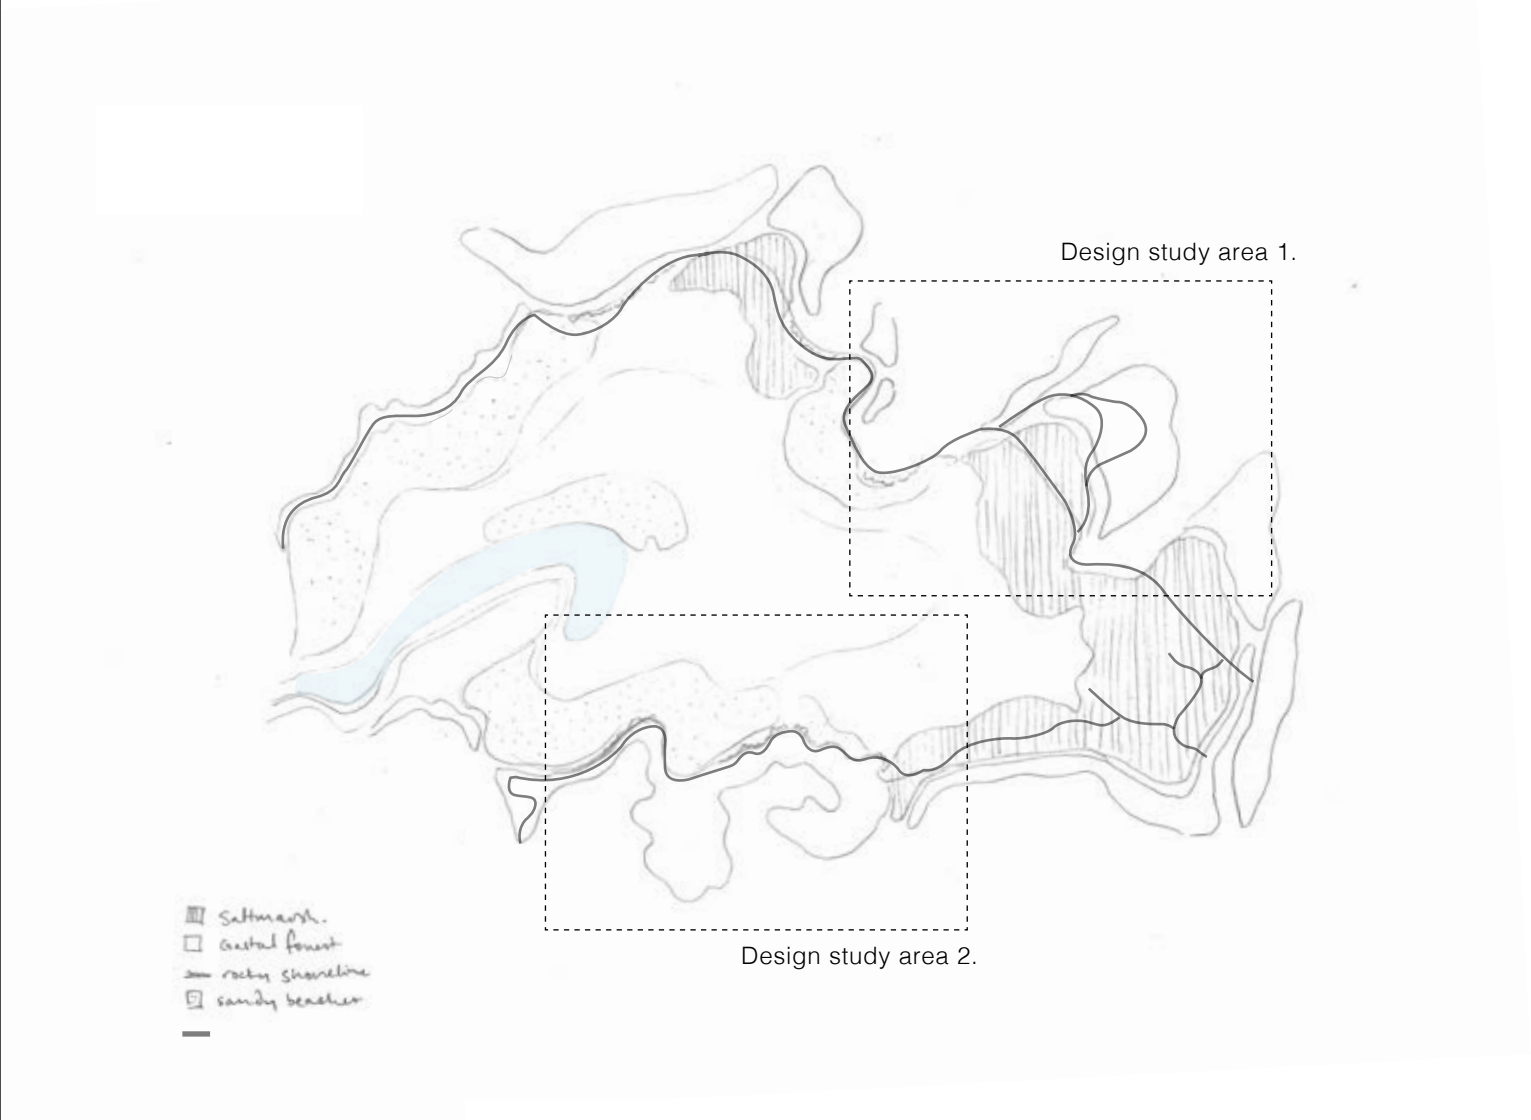 Design study area 1.
Design study area 2.
Saltmarsh.
Coastal forest
rocky shoreline
sandy beaches